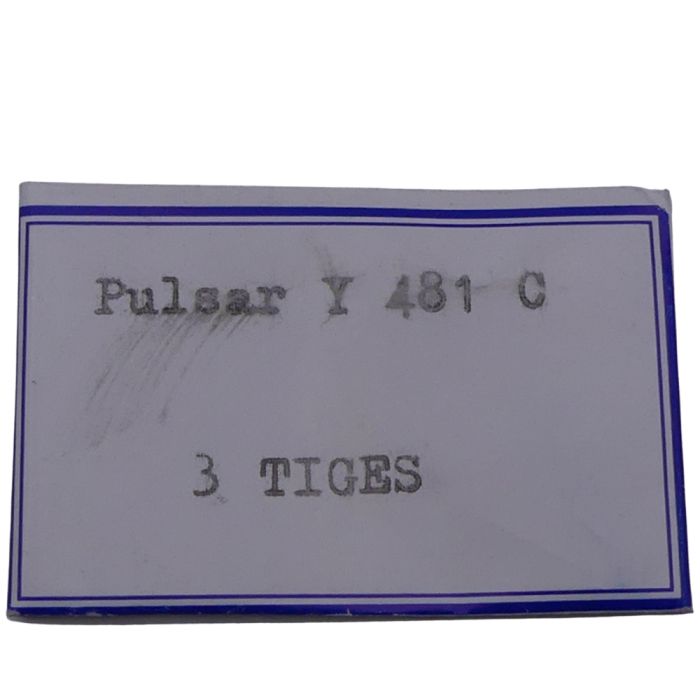 Pulsar Y 481 C
3 TIGES